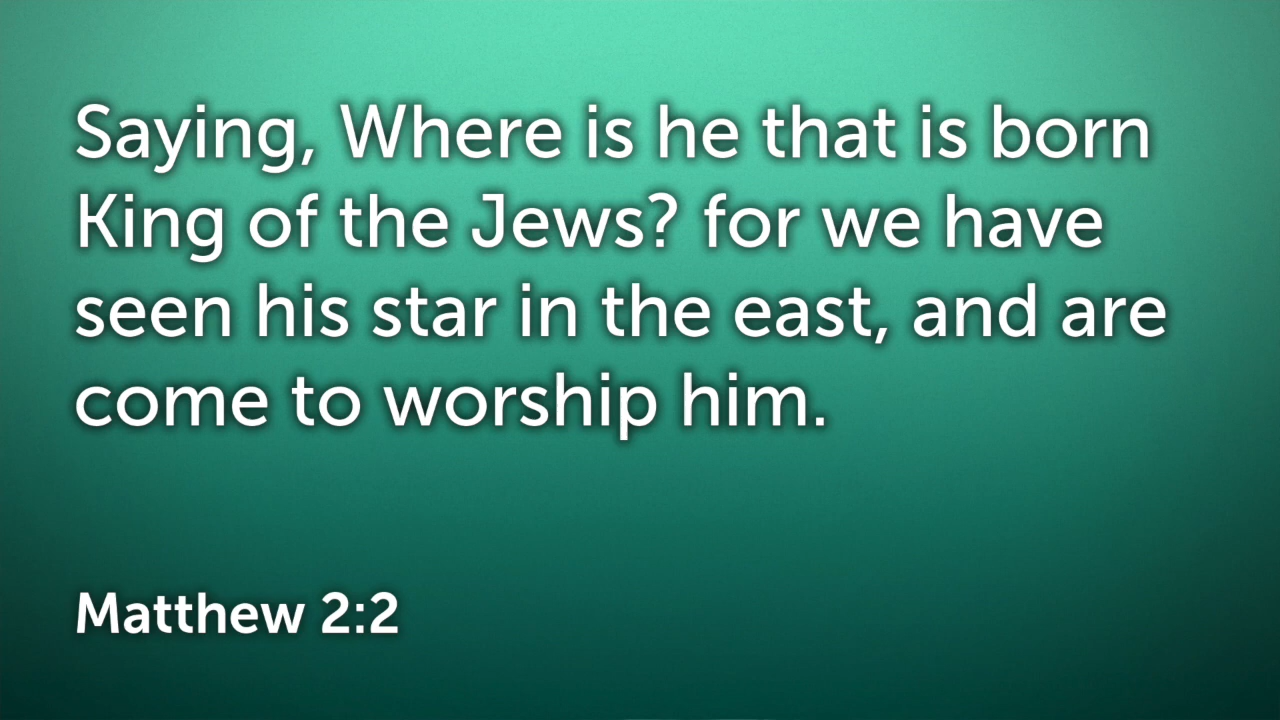 Saying, Where is he that is born
King of the Jews? for we have
seen his star in the east, and are
come to worship him.
Matthew 2:2